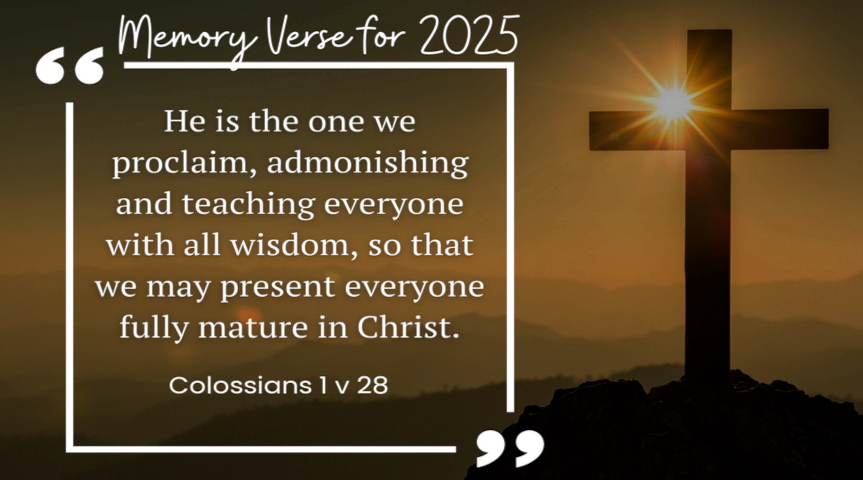 Memory Verse for 2025
“
He is the one we
proclaim, admonishing
and teaching everyone
with all wisdom, so that
we may present everyone
fully mature in Christ.
Colossians 1 v 28
”